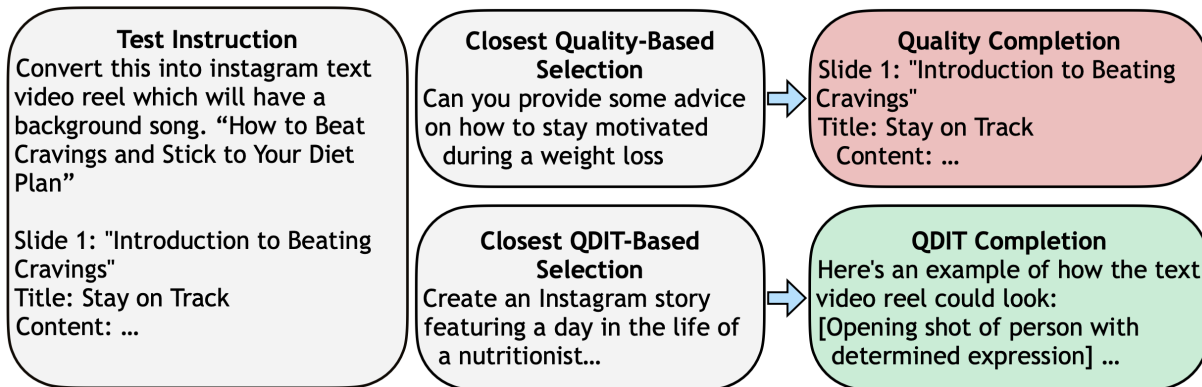 Test Instruction
Convert this into instagram text
video reel which will have a
background song. “How to Beat
Cravings and Stick to Your Diet
Plan”
Slide 1: "Introduction to Beating
Cravings"
Title: Stay on Track
Content: ...
Closest Quality-Based
Selection
Can you provide some advice
on how to stay motivated
during a weight loss
Quality Completion
Slide 1: "Introduction to Beating
Cravings"
Title: Stay on Track
Content: ...
Closest QDIT-Based
Selection
Create an Instagram story
featuring a day in the life of
a nutritionist...
QDIT Completion
Here's an example of how the text
video reel could look:
[Opening shot of person with
determined expression] ...